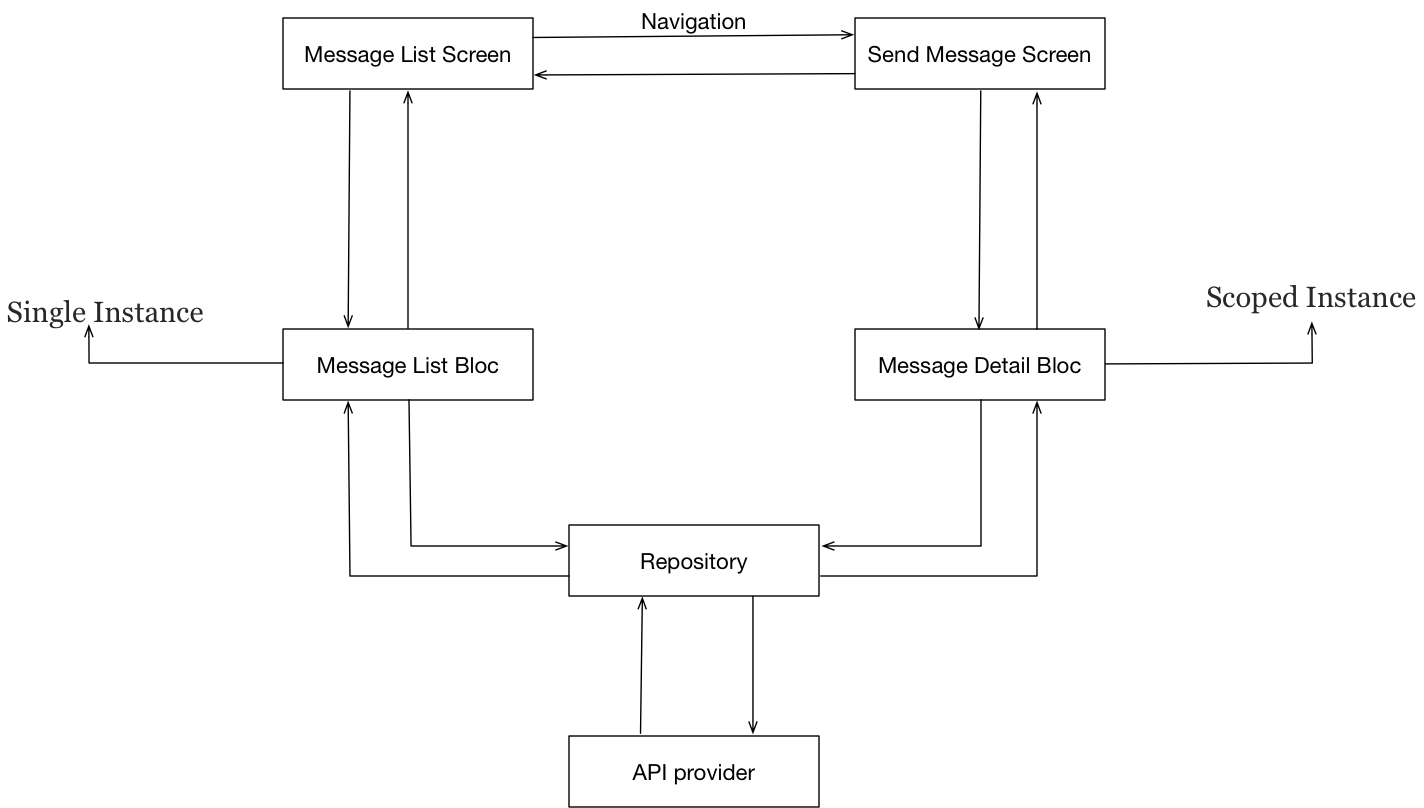 Navigation
Message List Screen
Send Message Screen
Single Instance
Scoped Instance
Message List Bloc
Message Detail Bloc
Repository
API provider